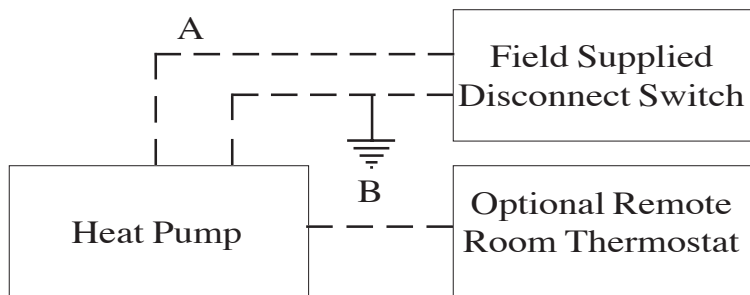 A
Field Supplied
Disconnect Switch
B
Heat Pump
Optional Remote
Room Thermostat